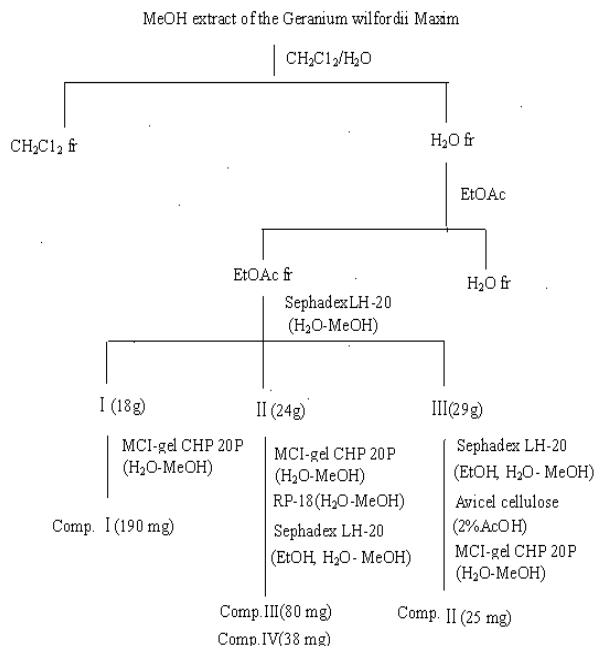 MeOH extract of the Geranium wilfordii Maxim
CH₂C1₂/H₂O
CH₂C1₂ fr
H₂O fr
EtOAc
EtOAc fr
H₂O fr
SephadexLH-20
(H₂O-MeOH)
I (18g)
II (24g)
III(29g)
MCI-gel CHP 20P
(H₂O-MeOH)
Comp. I (190 mg)
MCI-gel CHP 20P
(H₂O-MeOH)
RP-18(H₂O-MeOH)
Sephadex LH-20
(EtOH, H₂O- MeOH)
Comp.III(80 mg)
Comp.IV(38 mg)
Sephadex LH-20
(EtOH, H₂O- MeOH)
Avicel cellulose
(2%AcOH)
MCI-gel CHP 20P
(H₂O-MeOH)
Comp. II (25 mg)